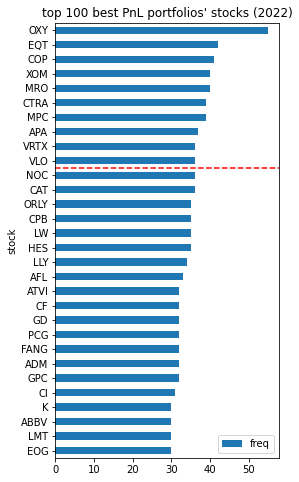 top 100 best PnL portfolios' stocks (2022)
OXY
EQT
COP
XOM
MRO
CTRA
MPC
APA
VRTX
VLO
NOC
CAT
ORLY
CPB
LW
HES
LLY
AFL
ATVI
CF
GD
PCG
FANG
ADM
GPC
CI
K
ABBV
LMT
EOG
stock
freq
0 10 20 30 40 50